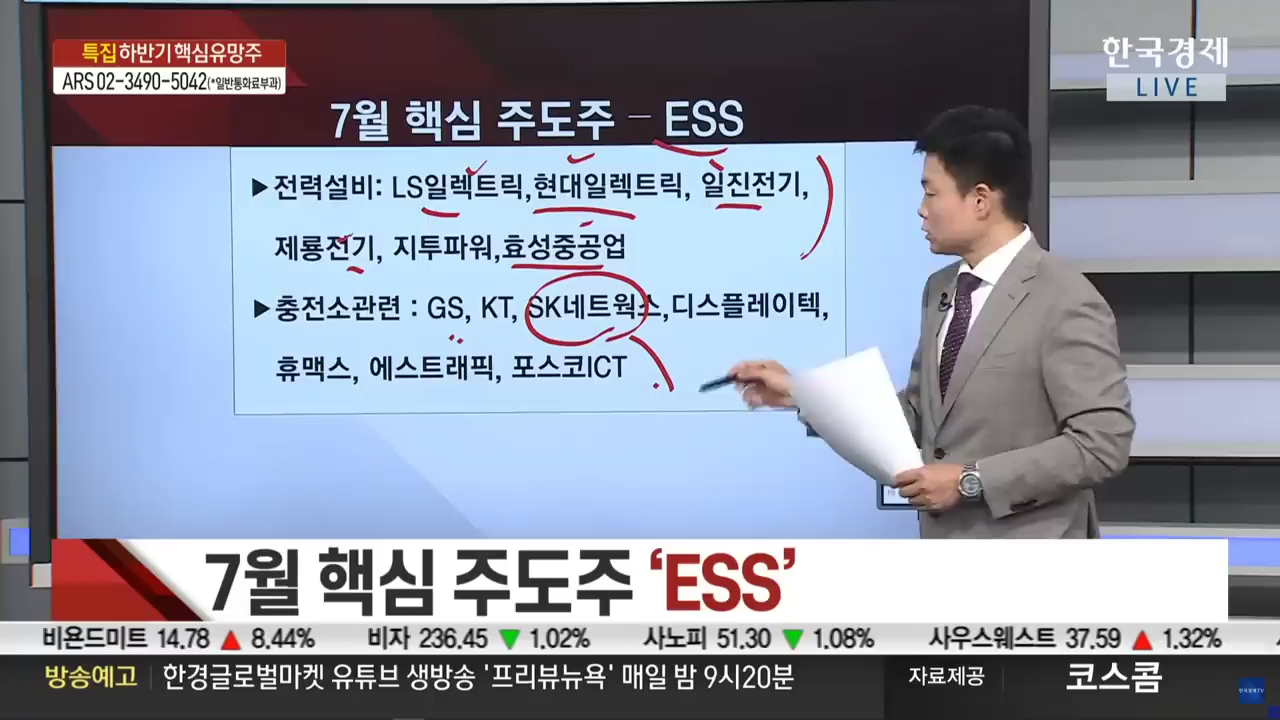 특집 하반기 핵심유망주
ARS 02-3490-5042(*일반통화료부과)
한국경제
LIVE
7월 핵심 주도주 - ESS
▶전력설비: LS일렉트릭,현대일렉트릭, 일진전기,
제룡전기, 지투파워,효성중공업
▶충전소관련 : GS, KT, SK네트웍스,디스플레이텍,
휴맥스, 에스트래픽, 포스코ICT
7월 핵심 주도주 ‘ESS’
비욘드미트 14.78 ▲ 8.44% 비자 236.45 ▼ 1.02% 사노피 51.30 ▼ 1.08% 사우스웨스트 37.59 ▲ 1.32%
방송예고 한경글로벌마켓 유튜브 생방송 '프리뷰뉴욕' 매일 밤 9시20분 자료제공 코스콤
한국경제TV